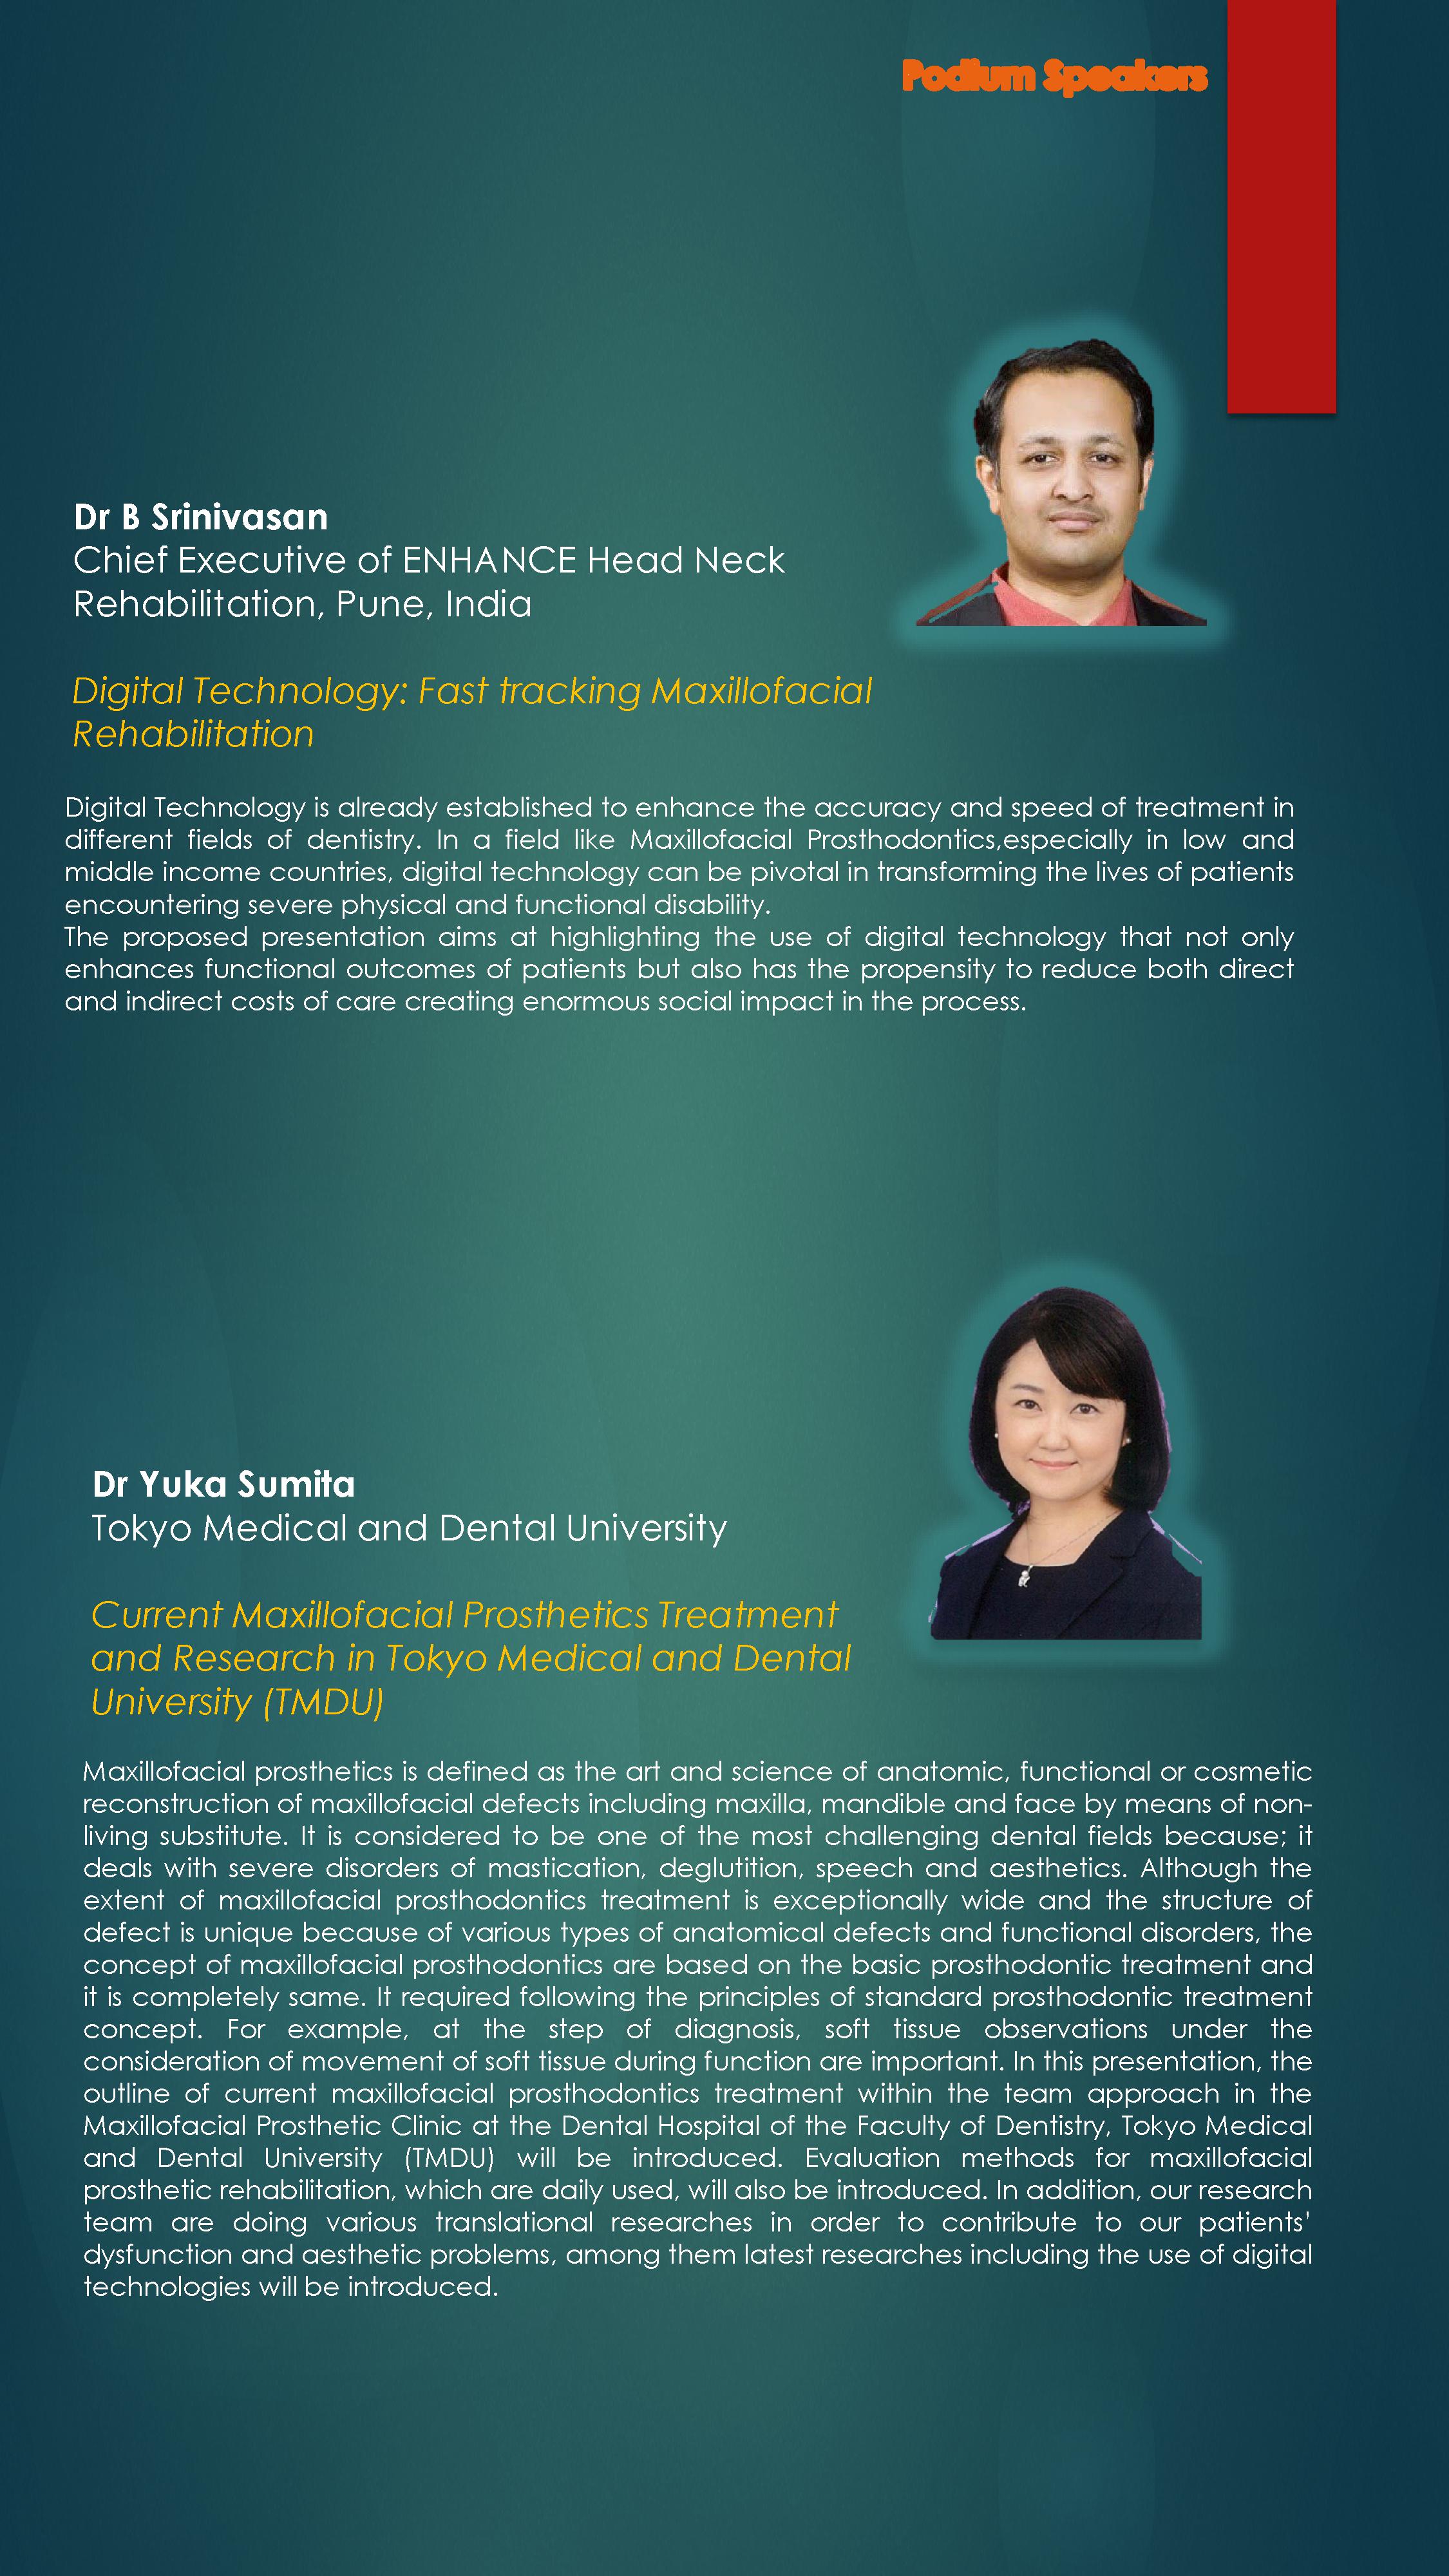 Podium Speakers
Dr B Srinivasan
Chief Executive of ENHANCE Head Neck
Rehabilitation, Pune, India
Digital Technology: Fast tracking Maxillofacial
Rehabilitation
Digital Technology is already established to enhance the accuracy and speed of treatment in
different fields of dentistry. In a field like Maxillofacial Prosthodontics,especially in low and
middle income countries, digital technology can be pivotal in transforming the lives of patients
encountering severe physical and functional disability.
The proposed presentation aims at highlighting the use of digital technology that not only
enhances functional outcomes of patients but also has the propensity to reduce both direct
and indirect costs of care creating enormous social impact in the process.
Dr Yuka Sumita
Tokyo Medical and Dental University
Current Maxillofacial Prosthetics Treatment
and Research in Tokyo Medical and Dental
University (TMDU)
Maxillofacial prosthetics is defined as the art and science of anatomic, functional or cosmetic
reconstruction of maxillofacial defects including maxilla, mandible and face by means of non-
living substitute. It is considered to be one of the most challenging dental fields because; it
deals with severe disorders of mastication, deglutition, speech and aesthetics. Although the
extent of maxillofacial prosthodontics treatment is exceptionally wide and the structure of
defect is unique because of various types of anatomical defects and functional disorders, the
concept of maxillofacial prosthodontics are based on the basic prosthodontic treatment and
it is completely same. It required following the principles of standard prosthodontic treatment
concept. For example, at the step of diagnosis, soft tissue observations under the
consideration of movement of soft tissue during function are important. In this presentation, the
outline of current maxillofacial prosthodontics treatment within the team approach in the
Maxillofacial Prosthetic Clinic at the Dental Hospital of the Faculty of Dentistry, Tokyo Medical
and Dental University (TMDU) will be introduced. Evaluation methods for maxillofacial
prosthetic rehabilitation, which are daily used, will also be introduced. In addition, our research
team are doing various translational researches in order to contribute to our patients'
dysfunction and aesthetic problems, among them latest researches including the use of digital
technologies will be introduced.